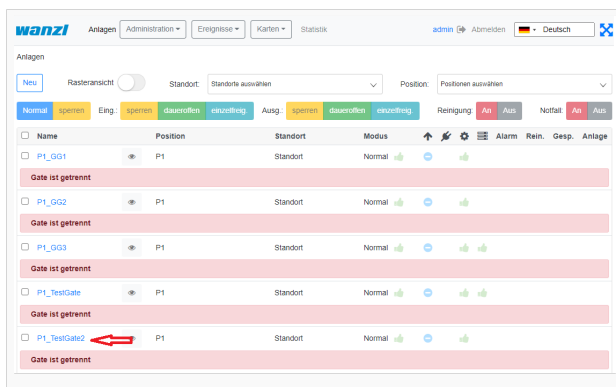 wanzl Anlagen Administration Ereignisse Karten Statistik admin Abmelden Deutsch
Anlagen
Neu Rasteransicht Standort: Standorte auswählen Position: Positionen auswählen
Normal sperren Eing.: sperren daueroffen einzelfreig. Ausg.: sperren daueroffen einzelfreig. Reinigung: An Aus Notfall: An Aus
Name Position Standort Modus Alarm Rein. Gesp. Anlage
P1_GG1 P1 Standort Normal
Gate ist getrennt
P1_GG2 P1 Standort Normal
Gate ist getrennt
P1_GG3 P1 Standort Normal
Gate ist getrennt
P1_TestGate P1 Standort Normal
Gate ist getrennt
P1_TestGate2 P1 Standort Normal
Gate ist getrennt